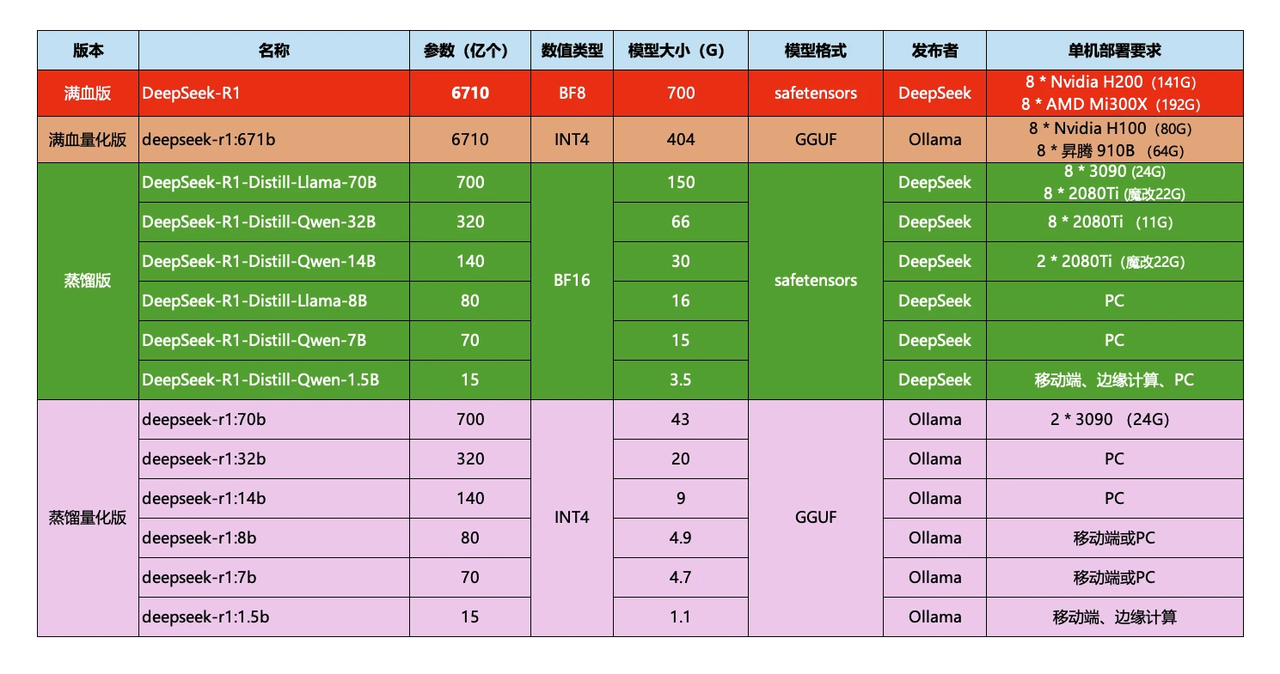 版本 名称 参数（亿个） 数值类型 模型大小（G） 模型格式 发布者 单机部署要求
满血版 DeepSeek-R1 6710 BF8 700 safetensors DeepSeek 8 * Nvidia H200（141G）
8 * AMD Mi300X（192G）
满血量化版 deepseek-r1:671b 6710 INT4 404 GGUF Ollama 8 * Nvidia H100（80G）
8 * 昇腾 910B （64G）
蒸馏版 BF16 safetensors
DeepSeek-R1-Distill-Llama-70B 700 150 DeepSeek 8 * 3090 (24G)
8 * 2080Ti (魔改22G)
DeepSeek-R1-Distill-Qwen-32B 320 66 DeepSeek 8 * 2080Ti （11G）
DeepSeek-R1-Distill-Qwen-14B 140 30 DeepSeek 2 * 2080Ti（魔改22G）
DeepSeek-R1-Distill-Llama-8B 80 16 DeepSeek PC
DeepSeek-R1-Distill-Qwen-7B 70 15 DeepSeek PC
DeepSeek-R1-Distill-Qwen-1.5B 15 3.5 DeepSeek 移动端、边缘计算、PC
蒸馏量化版 INT4 GGUF
deepseek-r1:70b 700 43 Ollama 2 * 3090 （24G）
deepseek-r1:32b 320 20 Ollama PC
deepseek-r1:14b 140 9 Ollama PC
deepseek-r1:8b 80 4.9 Ollama 移动端或PC
deepseek-r1:7b 70 4.7 Ollama 移动端或PC
deepseek-r1:1.5b 15 1.1 Ollama 移动端、边缘计算